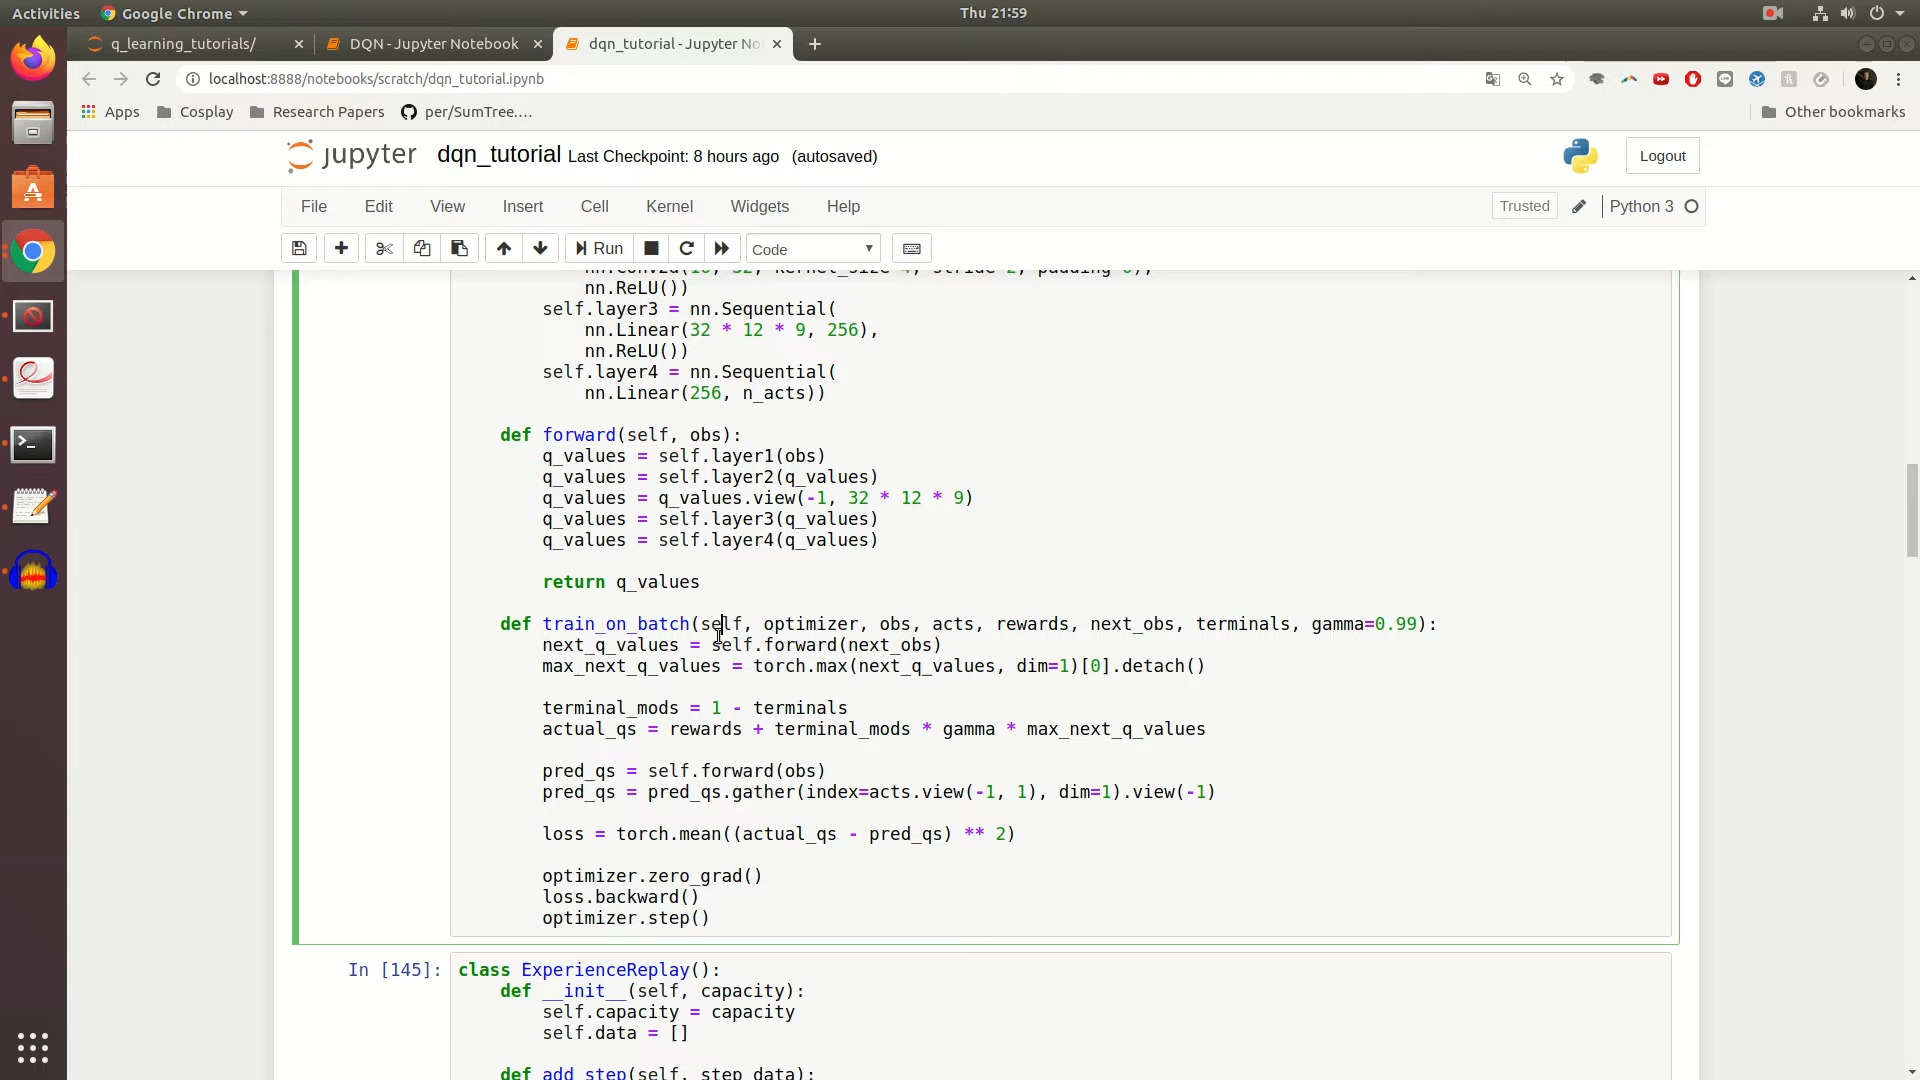 Activities
Google Chrome
Thu 21:59
q_learning_tutorials/
DQN - Jupyter Notebook
dqn_tutorial - Jupyter No
localhost:8888/notebooks/scratch/dqn_tutorial.ipynb
Apps
Cosplay
Research Papers
per/SumTree....
Other bookmarks
jupyter
dqn_tutorial Last Checkpoint: 8 hours ago (autosaved)
Logout
File Edit View Insert Cell Kernel Widgets Help
Trusted
Python 3
Run
Code
nn.ReLU())
self.layer3 = nn.Sequential(
nn.Linear(32 * 12 * 9, 256),
nn.ReLU())
self.layer4 = nn.Sequential(
nn.Linear(256, n_acts))
def forward(self, obs):
q_values = self.layer1(obs)
q_values = self.layer2(q_values)
q_values = q_values.view(-1, 32 * 12 * 9)
q_values = self.layer3(q_values)
q_values = self.layer4(q_values)
return q_values
def train_on_batch(self, optimizer, obs, acts, rewards, next_obs, terminals, gamma=0.99):
next_q_values = self.forward(next_obs)
max_next_q_values = torch.max(next_q_values, dim=1)[0].detach()
terminal_mods = 1 - terminals
actual_qs = rewards + terminal_mods * gamma * max_next_q_values
pred_qs = self.forward(obs)
pred_qs = pred_qs.gather(index=acts.view(-1, 1), dim=1).view(-1)
loss = torch.mean((actual_qs - pred_qs) ** 2)
optimizer.zero_grad()
loss.backward()
optimizer.step()
In [145]: class ExperienceReplay():
def __init__(self, capacity):
self.capacity = capacity
self.data = []
def add_step(self, step_data):